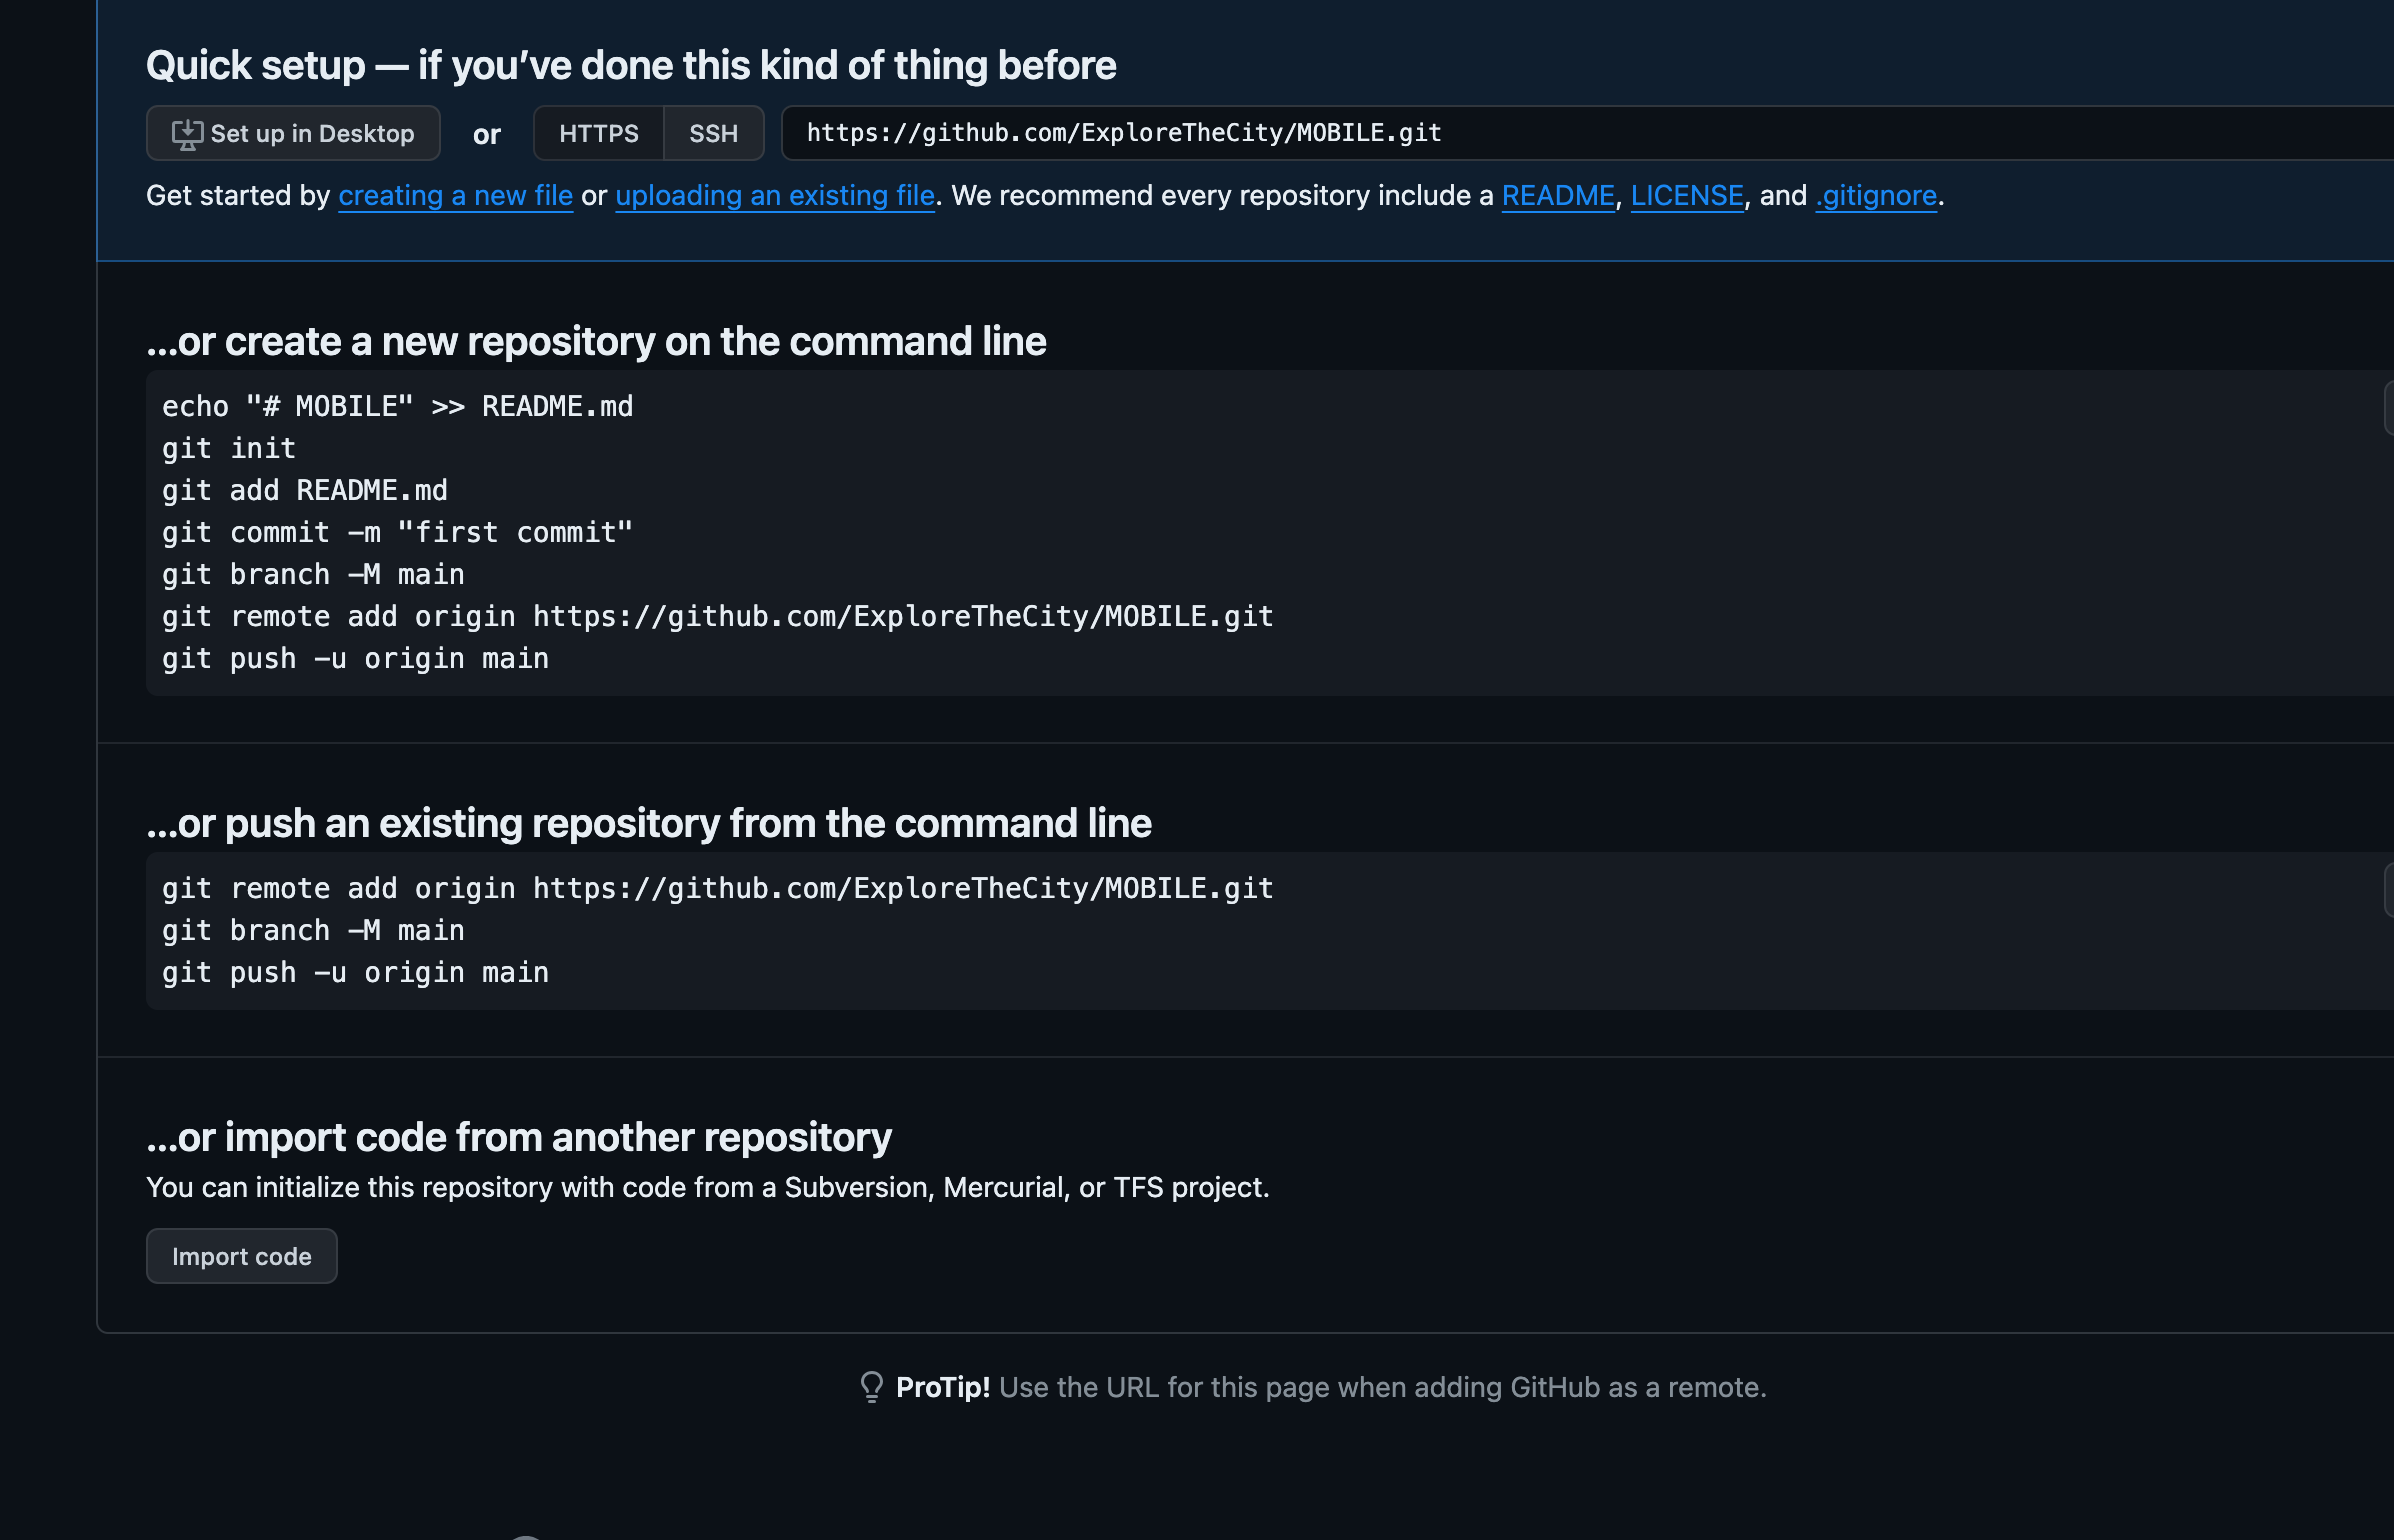 Quick setup — if you’ve done this kind of thing before
Set up in Desktop or HTTPS SSH https://github.com/ExploreTheCity/MOBILE.git
Get started by creating a new file or uploading an existing file. We recommend every repository include a README, LICENSE, and .gitignore.
…or create a new repository on the command line
echo "# MOBILE" >> README.md
git init
git add README.md
git commit -m "first commit"
git branch -M main
git remote add origin https://github.com/ExploreTheCity/MOBILE.git
git push -u origin main
…or push an existing repository from the command line
git remote add origin https://github.com/ExploreTheCity/MOBILE.git
git branch -M main
git push -u origin main
…or import code from another repository
You can initialize this repository with code from a Subversion, Mercurial, or TFS project.
Import code
ProTip! Use the URL for this page when adding GitHub as a remote.